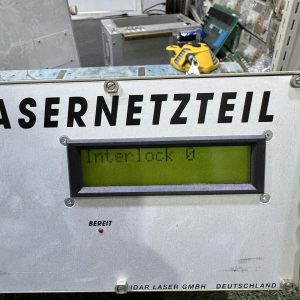 ASERNETZTEIL
Interlock 0
BEREIT
IDAR LASER GMBH DEUTSCHLAND